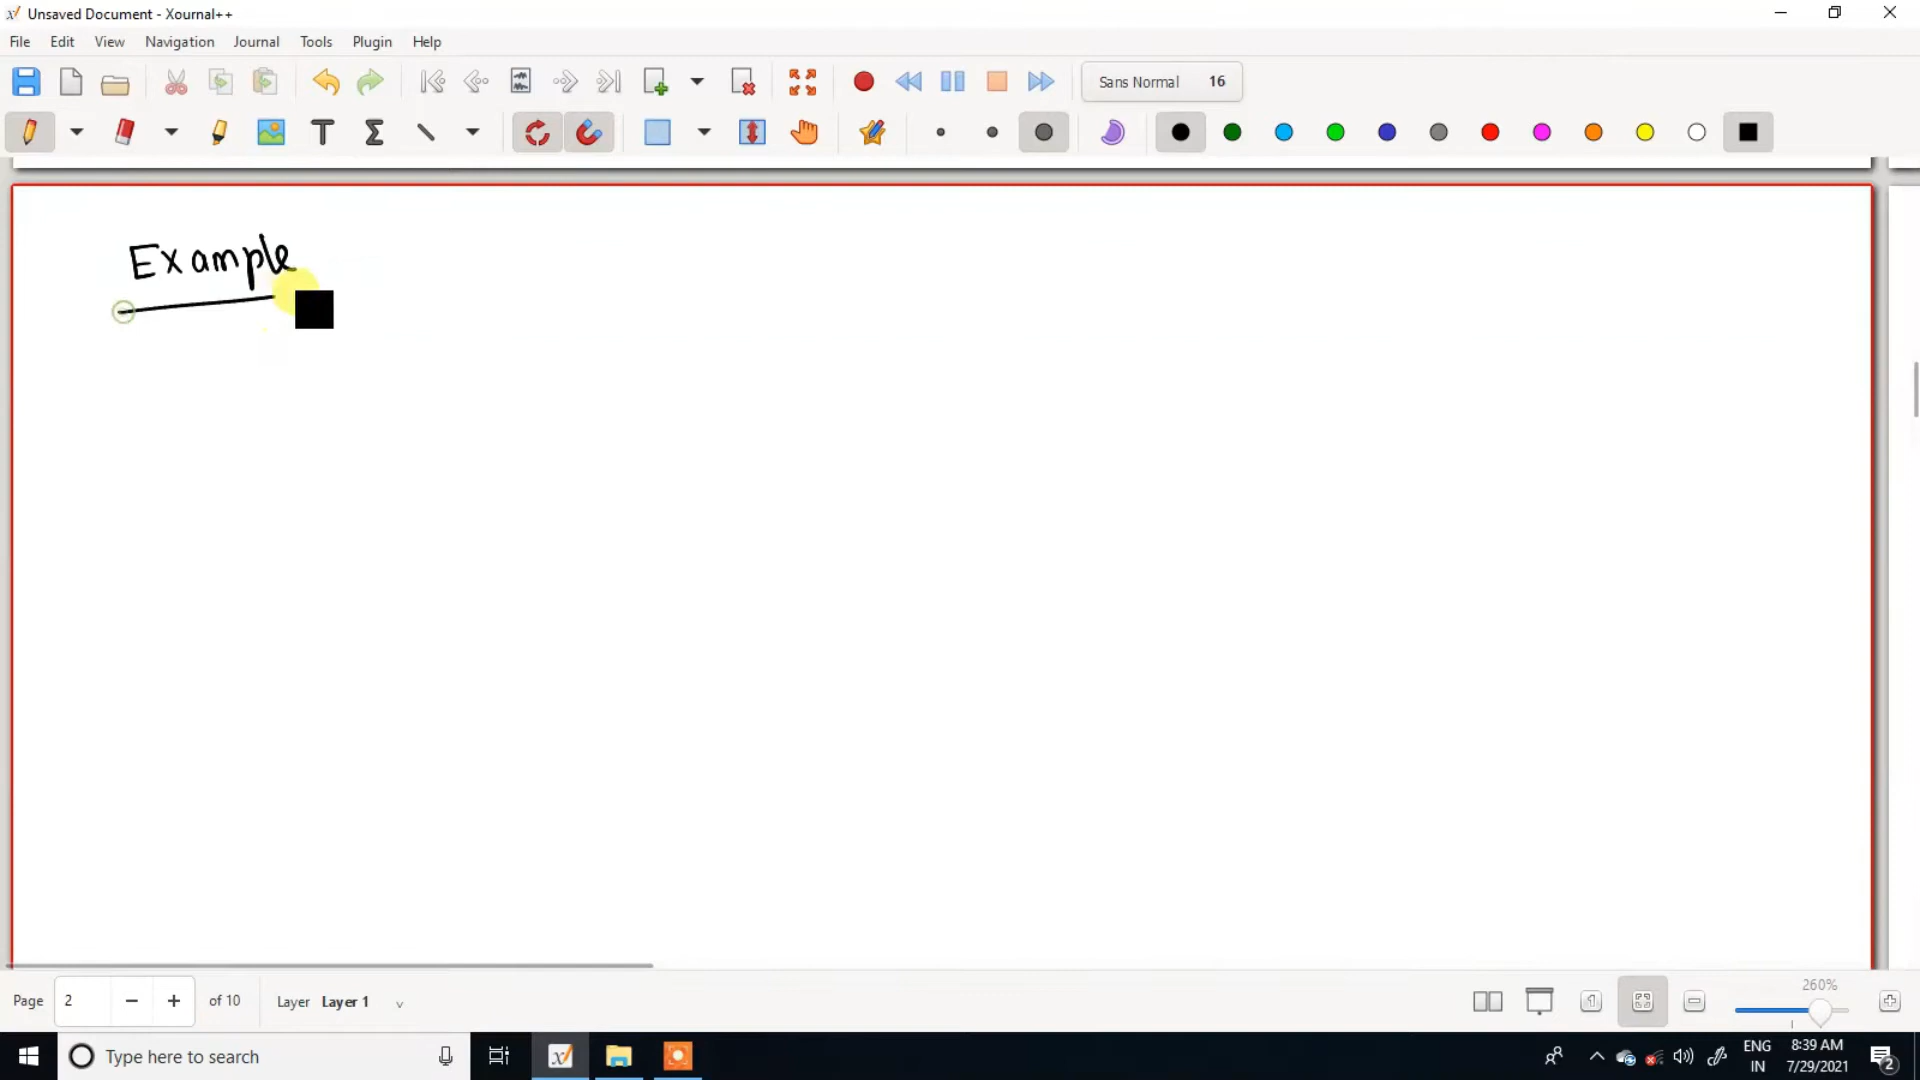 Unsaved Document - Xournal++
File Edit View Navigation Journal Tools Plugin Help
Sans Normal 16
Example
Page 2 of 10 Layer Layer 1
260%
Type here to search
ENG 8:39 AM
IN 7/29/2021 2